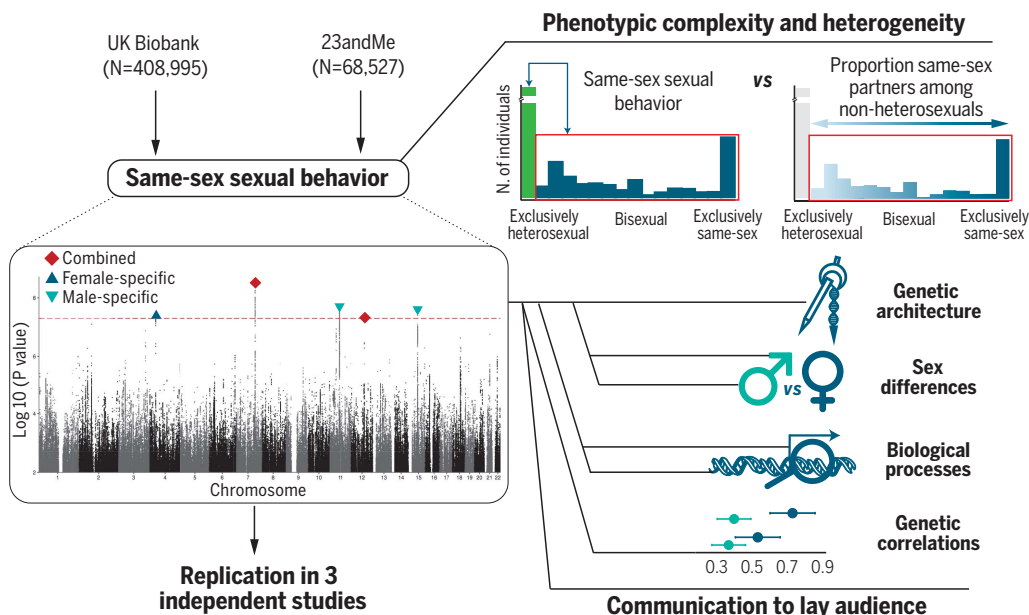 UK Biobank
(N=408,995)
23andMe
(N=68,527)
Same-sex sexual behavior
Phenotypic complexity and heterogeneity
N. of individuals
Same-sex sexual
behavior
Exclusively
heterosexual
Bisexual
Exclusively
same-sex
vs
Proportion same-sex
partners among
non-heterosexuals
Exclusively
heterosexual
Bisexual
Exclusively
same-sex
Combined
Female-specific
Male-specific
Log 10 (P value)
8
6
4
2
1 2 3 4 5 6 7 8 9 10 11 12 13 14 15 16 17 18 19 20 21 22
Chromosome
Replication in 3
independent studies
Genetic
architecture
vs
Sex
differences
Biological
processes
Genetic
correlations
0.3 0.5 0.7 0.9
Communication to lay audience